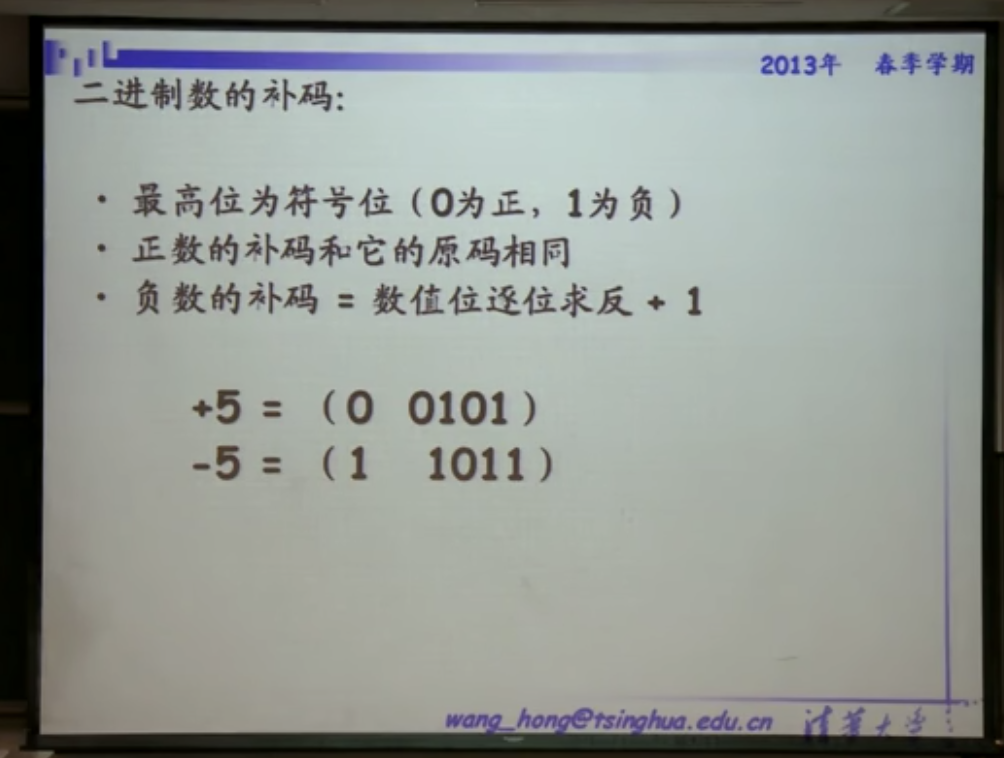 2013年 春季学期
二进制数的补码:
· 最高位为符号位（0为正，1为负）
· 正数的补码和它的原码相同
· 负数的补码 = 数值位逐位求反 + 1
+5 = （0 0101）
-5 = （1 1011）
wang_hong@tsinghua.edu.cn 清华大学